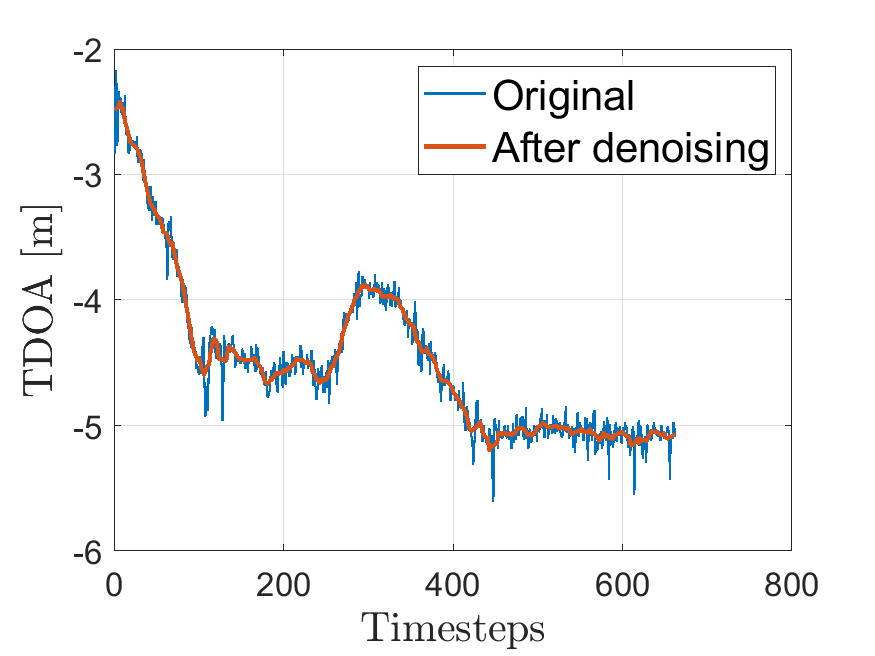 -2
-3
-4
-5
-6
TDOA [m]
Original
After denoising
0 200 400 600 800
Timesteps